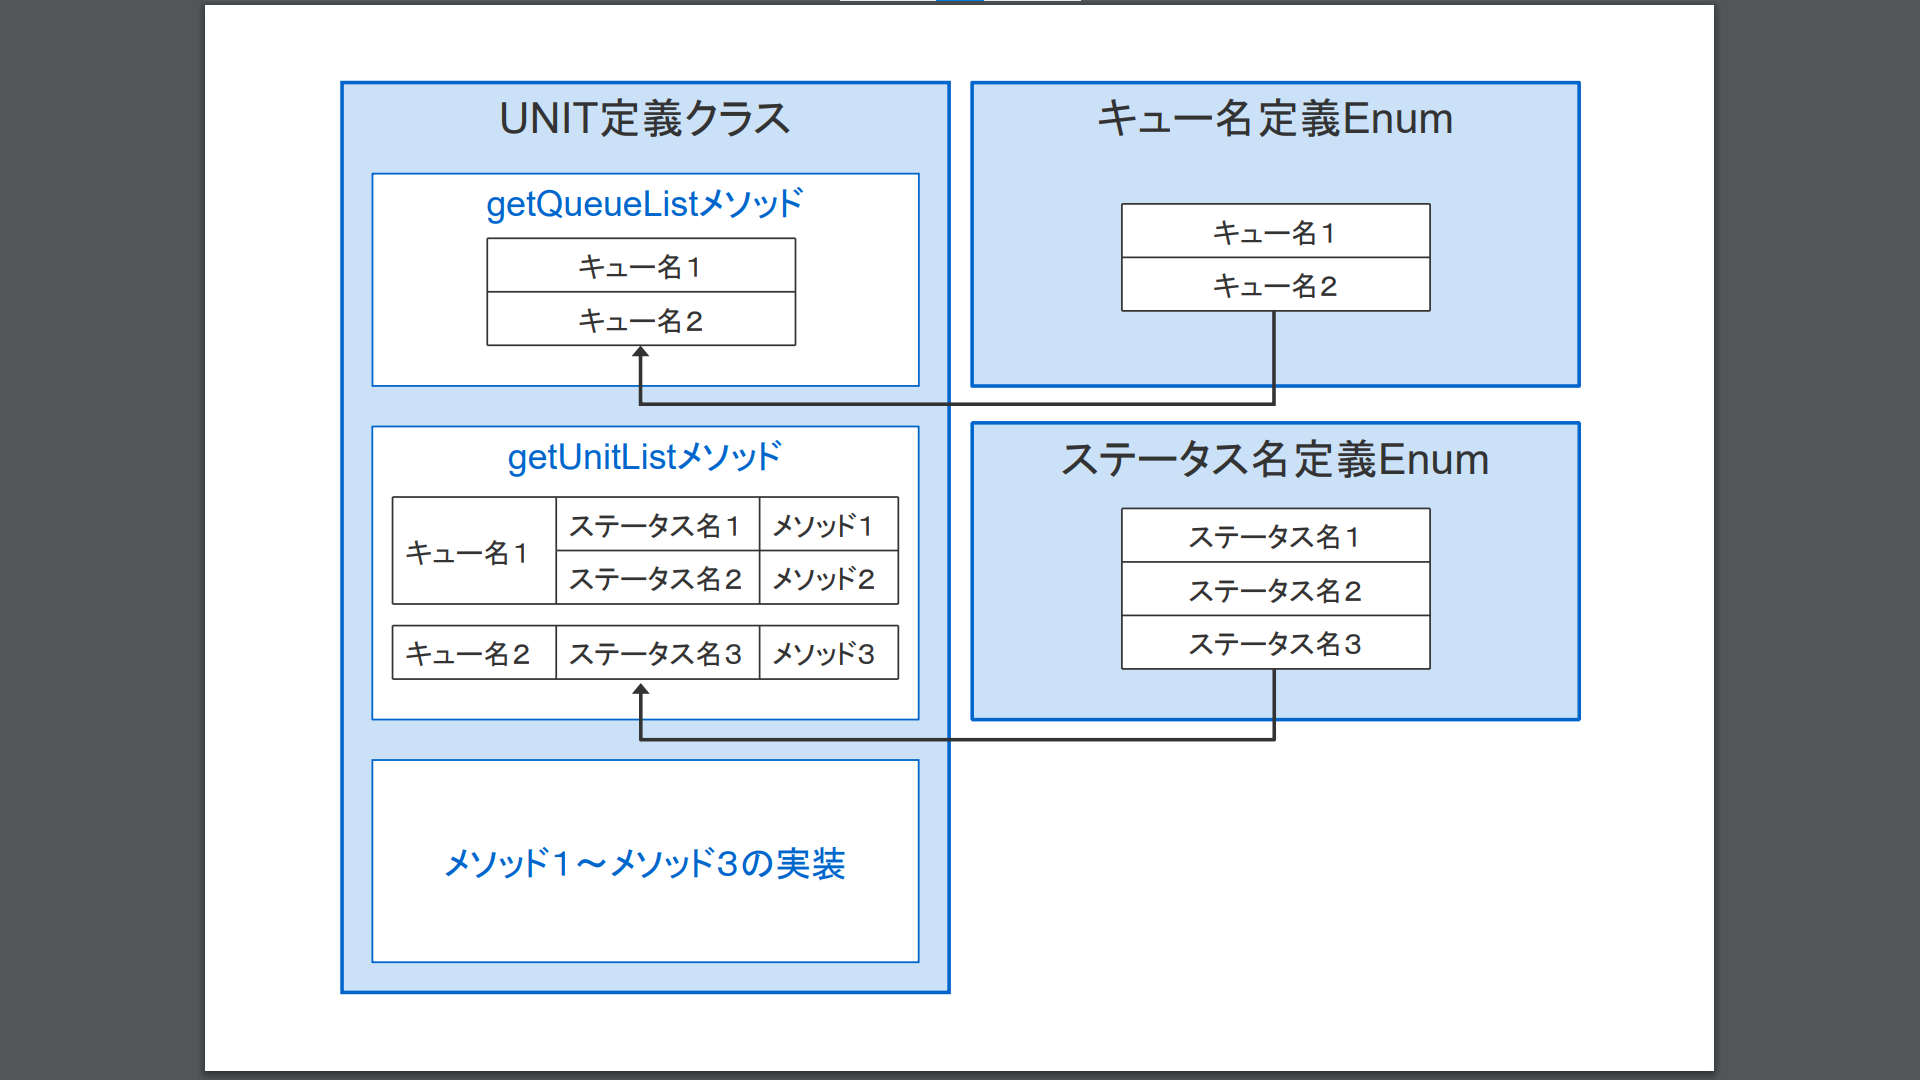 UNIT定義クラス
getQueueListメソッド
キュー名1
キュー名2
getUnitListメソッド
キュー名1
ステータス名1
メソッド1
ステータス名2
メソッド2
キュー名2
ステータス名3
メソッド3
メソッド1～メソッド3の実装
キュー名定義Enum
キュー名1
キュー名2
ステータス名定義Enum
ステータス名1
ステータス名2
ステータス名3